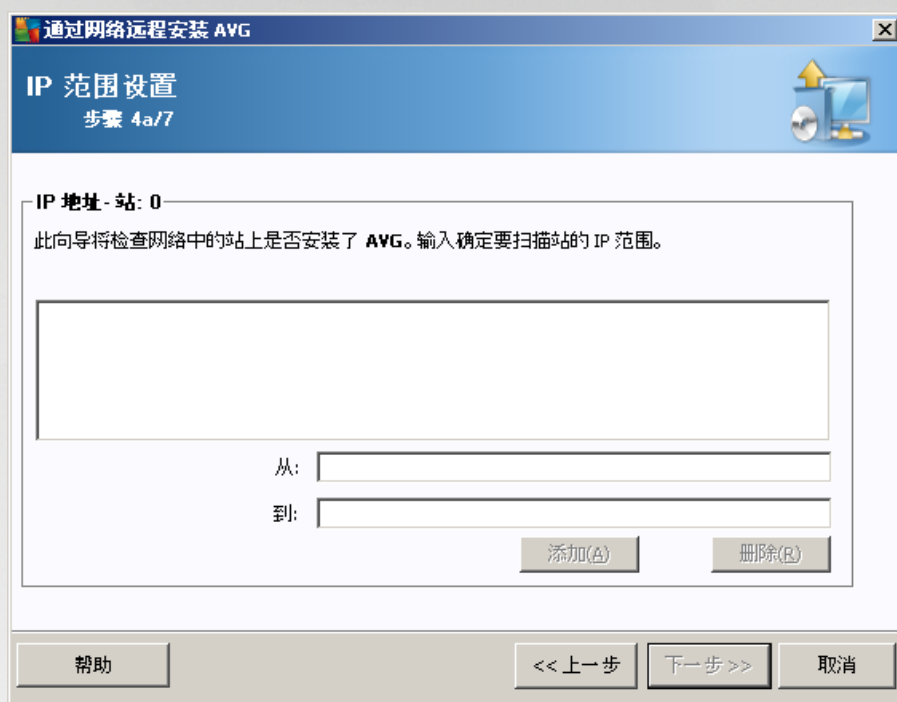 通过网络远程安装 AVG
IP 范围设置
步骤 4a/7
IP 地址 - 站: 0
此向导将检查网络中的站上是否安装了 AVG。输入确定要扫描站的 IP 范围。
从:
到:
添加(A) 删除(R)
帮助 << 上一步 下一步 >> 取消